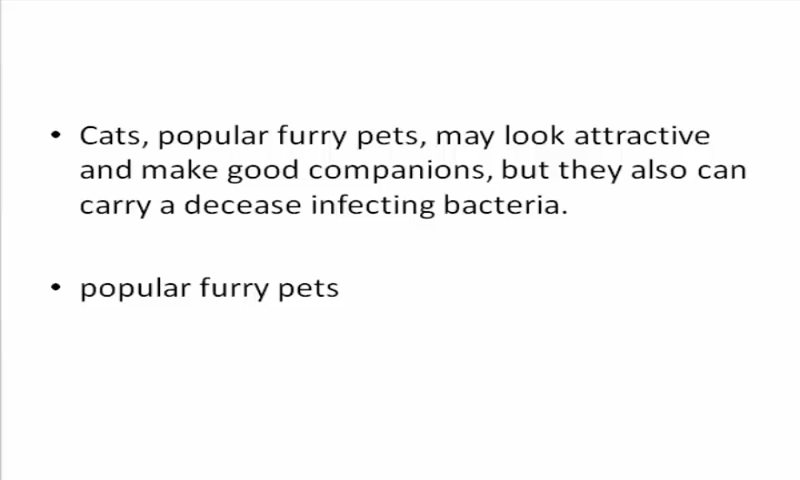 • Cats, popular furry pets, may look attractive
and make good companions, but they also can
carry a decease infecting bacteria.
• popular furry pets